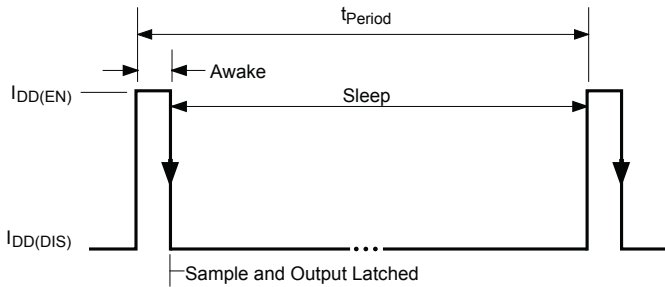 tPeriod
Awake
IDD(EN)
Sleep
IDD(DIS)
Sample and Output Latched